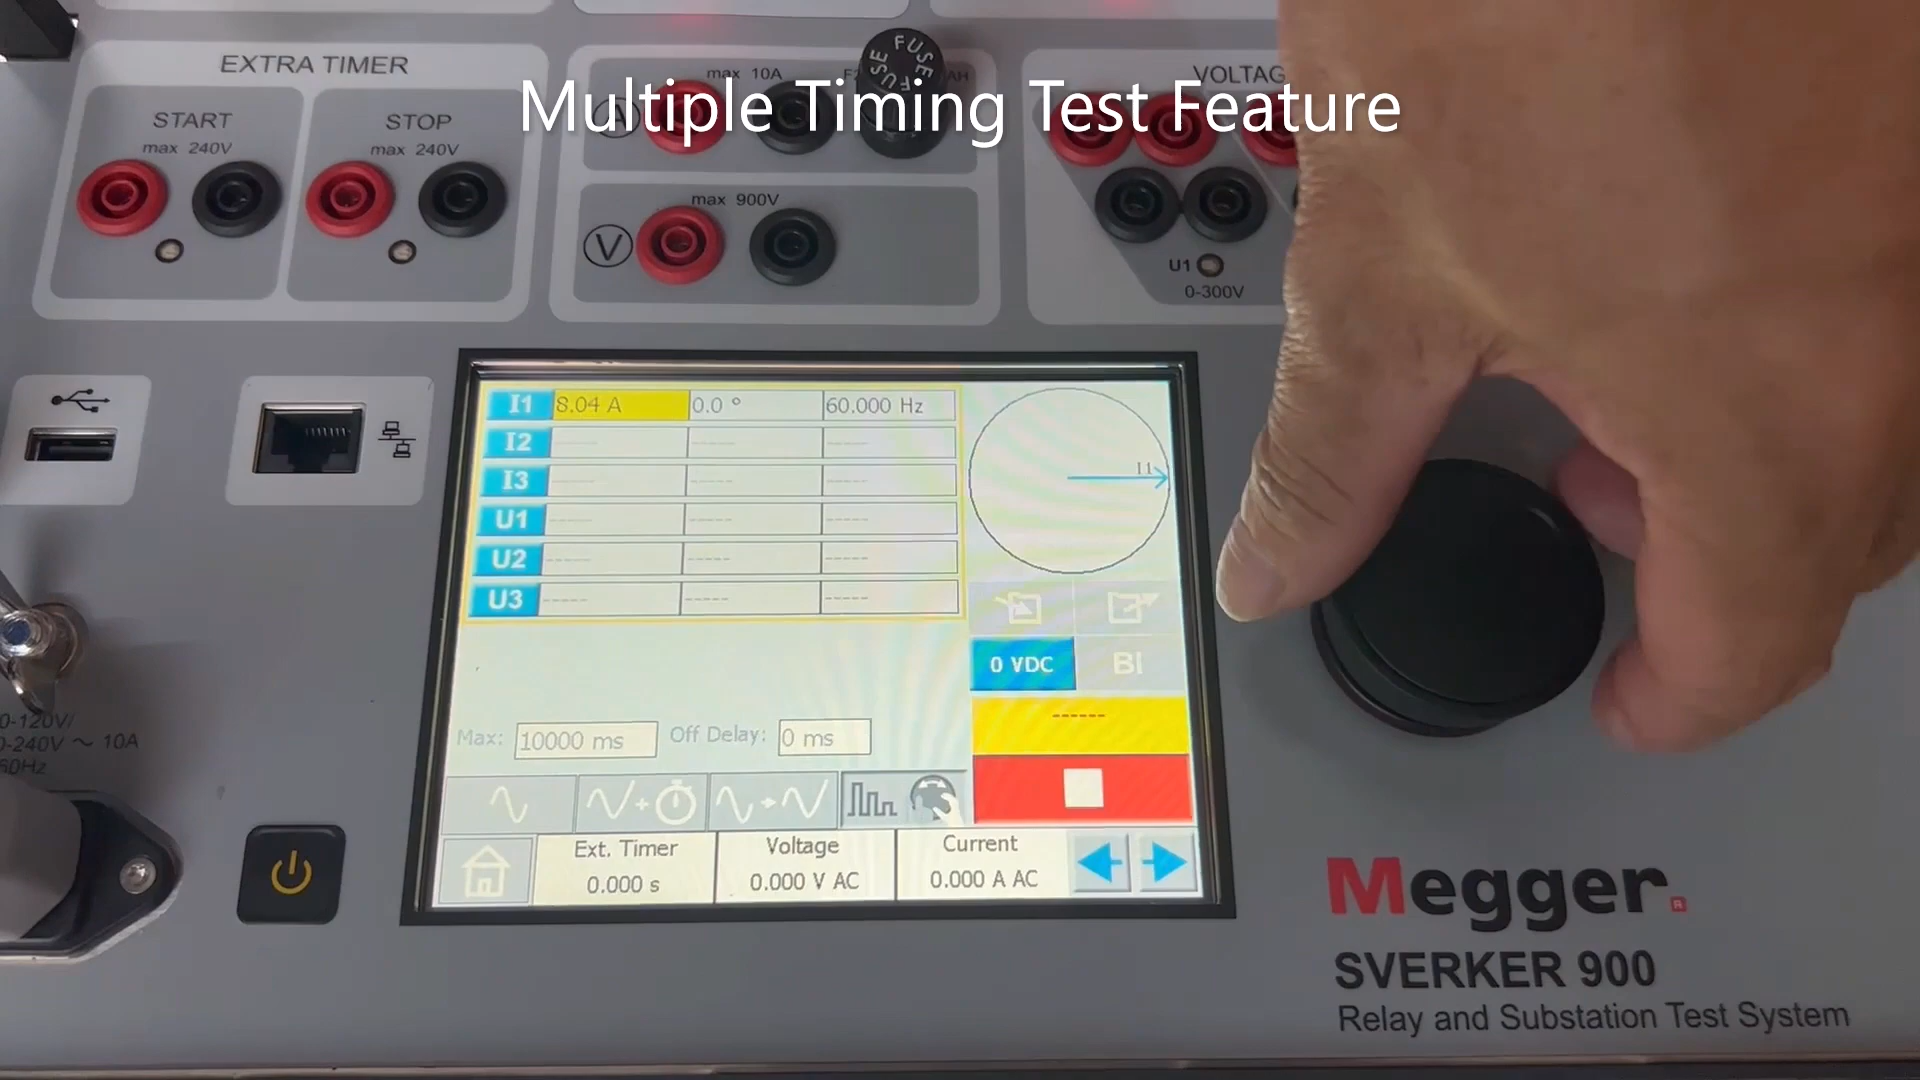 Multiple Timing Test Feature
EXTRA TIMER
START
max 240V
STOP
max 240V
max 10A
A
FUSE
FUSE
max 900V
V
VOLTAG
U1
0-300V
I1 8.04 A 0.0 ° 60.000 Hz
I2 ------ ------ ------
I3 ------ ------ ------
U1 ------ ------ ------
U2 ------ ------ ------
U3 ------ ------ ------
I1
0 VDC
BI
------
Max: 10000 ms Off Delay: 0 ms
Ext. Timer
0.000 s
Voltage
0.000 V AC
Current
0.000 A AC
0-120V/
0-240V ~ 10A
60Hz
Megger.
SVERKER 900
Relay and Substation Test System